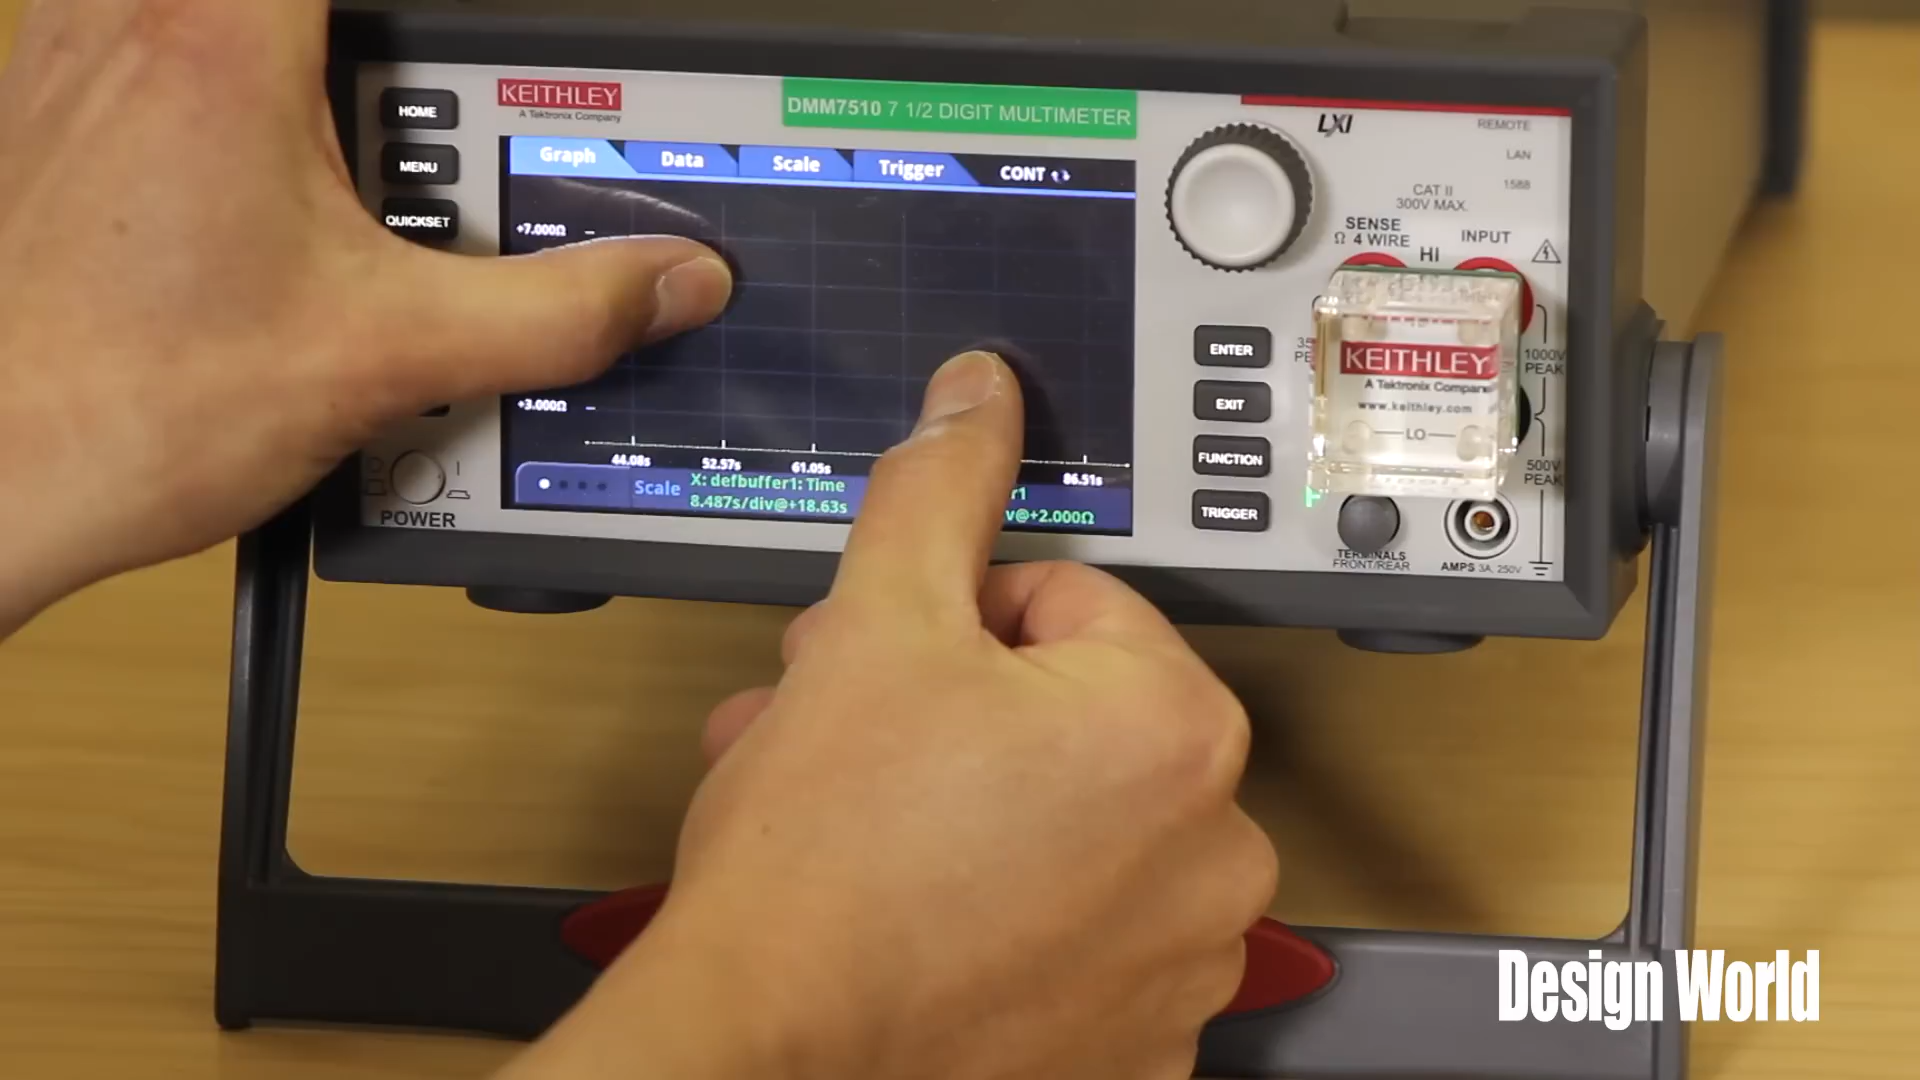 HOME
MENU
QUICKSET
POWER
KEITHLEY
A Tektronix Company
DMM7510 7 1/2 DIGIT MULTIMETER
Graph
Data
Scale
Trigger
CONT
+7.000Ω
+3.000Ω
44.08s
52.57s
61.05s
86.51s
Scale
X: defbuffer1: Time
8.487s/div@+18.63s
r1
v@+2.000Ω
ENTER
EXIT
FUNCTION
TRIGGER
LXI
REMOTE
LAN
1588
CAT II
300V MAX.
SENSE
Ω 4 WIRE
INPUT
HI
KEITHLEY
A Tektronix Company
www.keithley.com
LO
1000V
PEAK
500V
PEAK
TERMINALS
FRONT/REAR
AMPS 3A, 250V
Design World